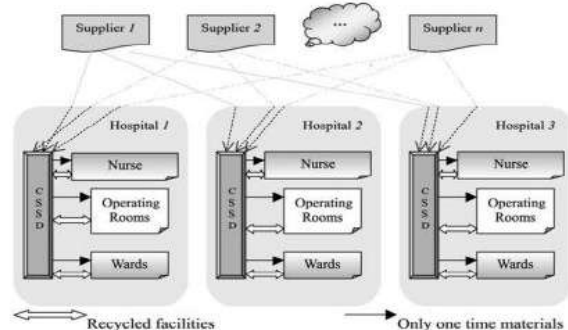 Supplier 1
Supplier 2
...
Supplier n
Hospital 1
Hospital 2
Hospital 3
CSSD
Nurse
Operating
Rooms
Wards
CSSD
Nurse
Operating
Rooms
Wards
CSSD
Nurse
Operating
Rooms
Wards
Recycled facilities
Only one time materials